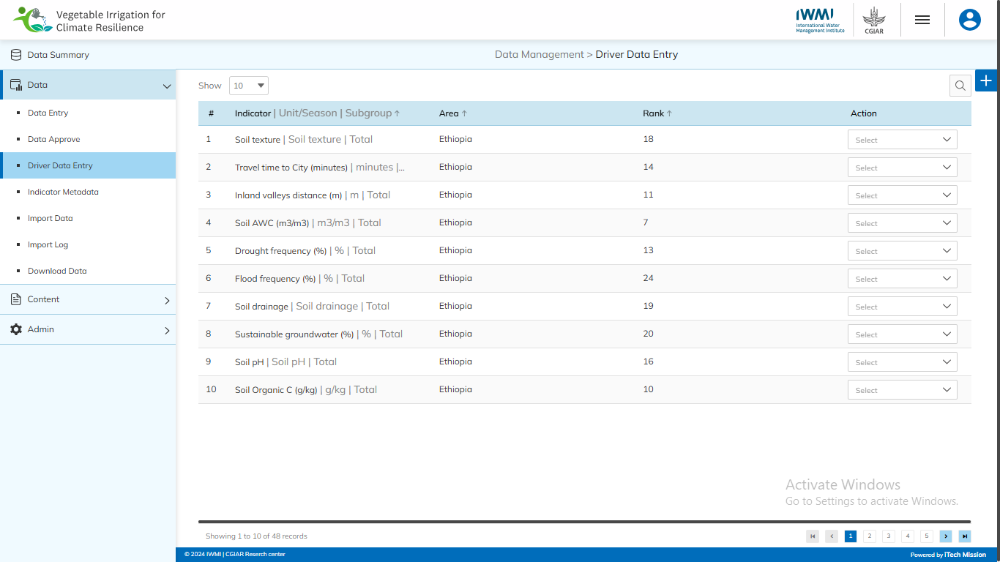 Vegetable Irrigation for
Climate Resilience
IWMI
International Water
Management Institute
CGIAR
Data Summary
Data Management > Driver Data Entry
Data
Data Entry
Data Approve
Driver Data Entry
Indicator Metadata
Import Data
Import Log
Download Data
Content
Admin
Show 10
# Indicator | Unit/Season | Subgroup ↑ Area ↑ Rank ↑ Action
1 Soil texture | Soil texture | Total Ethiopia 18 Select
2 Travel time to City (minutes) | minutes |... Ethiopia 14 Select
3 Inland valleys distance (m) | m | Total Ethiopia 11 Select
4 Soil AWC (m3/m3) | m3/m3 | Total Ethiopia 7 Select
5 Drought frequency (%) | % | Total Ethiopia 13 Select
6 Flood frequency (%) | % | Total Ethiopia 24 Select
7 Soil drainage | Soil drainage | Total Ethiopia 19 Select
8 Sustainable groundwater (%) | % | Total Ethiopia 20 Select
9 Soil pH | Soil pH | Total Ethiopia 16 Select
10 Soil Organic C (g/kg) | g/kg | Total Ethiopia 10 Select
Activate Windows
Go to Settings to activate Windows.
Showing 1 to 10 of 48 records
1 2 3 4 5
© 2024 IWMI | CGIAR Reserch center
Powered by iTech Mission